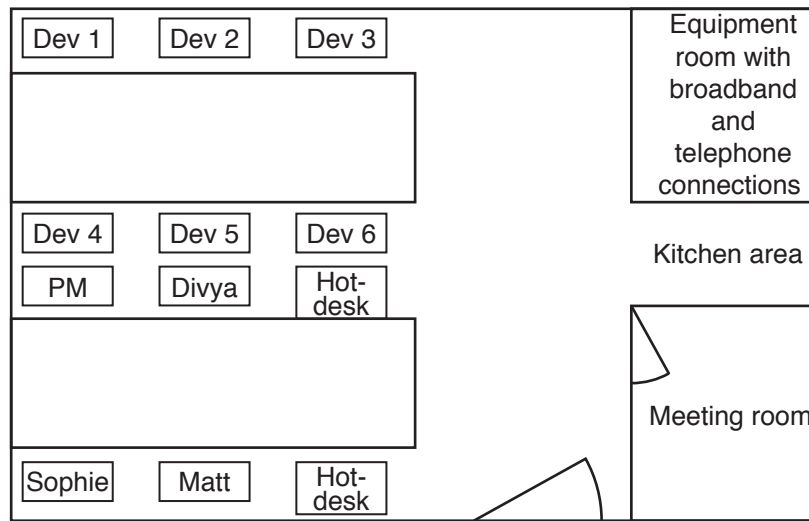 Dev 1
Dev 2
Dev 3
Equipment
room with
broadband
and
telephone
connections
Dev 4
Dev 5
Dev 6
Kitchen area
PM
Divya
Hot-
desk
Meeting room
Sophie
Matt
Hot-
desk